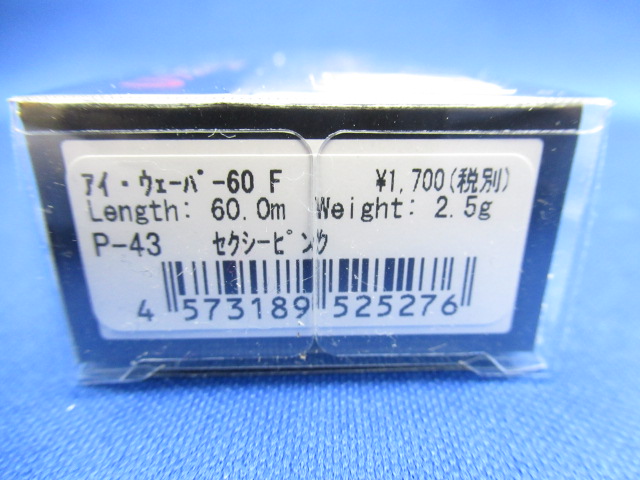 ｱｲ・ｳｪｰﾊﾞ-60 F ¥1,700(税別)
Length: 60.0m Weight: 2.5g
P-43 ｾｸｼｰﾋﾟﾝｸ
4 573189 525276